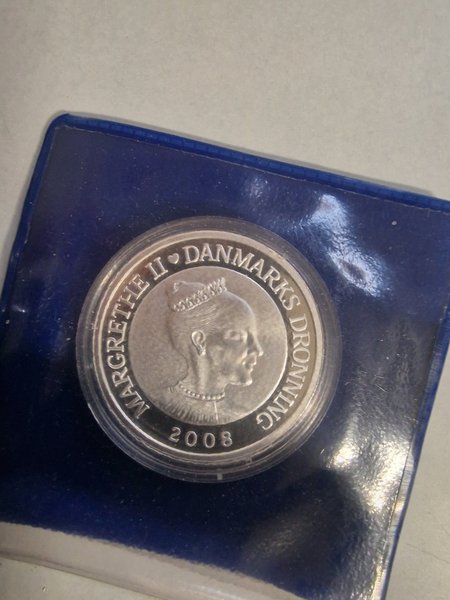 MARGRETHE II ♥ DANMARKS DRONNING
2008